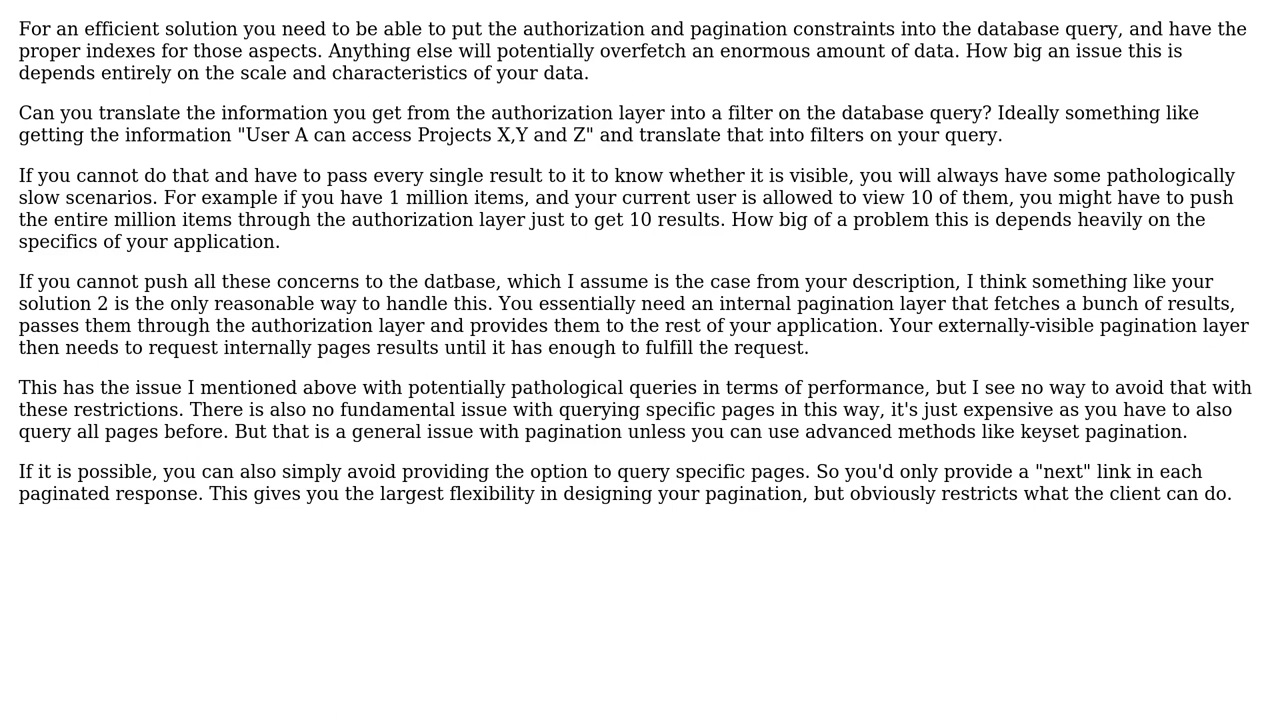 For an efficient solution you need to be able to put the authorization and pagination constraints into the database query, and have the
proper indexes for those aspects. Anything else will potentially overfetch an enormous amount of data. How big an issue this is
depends entirely on the scale and characteristics of your data.
Can you translate the information you get from the authorization layer into a filter on the database query? Ideally something like
getting the information "User A can access Projects X,Y and Z" and translate that into filters on your query.
If you cannot do that and have to pass every single result to it to know whether it is visible, you will always have some pathologically
slow scenarios. For example if you have 1 million items, and your current user is allowed to view 10 of them, you might have to push
the entire million items through the authorization layer just to get 10 results. How big of a problem this is depends heavily on the
specifics of your application.
If you cannot push all these concerns to the datbase, which I assume is the case from your description, I think something like your
solution 2 is the only reasonable way to handle this. You essentially need an internal pagination layer that fetches a bunch of results,
passes them through the authorization layer and provides them to the rest of your application. Your externally-visible pagination layer
then needs to request internally pages results until it has enough to fulfill the request.
This has the issue I mentioned above with potentially pathological queries in terms of performance, but I see no way to avoid that with
these restrictions. There is also no fundamental issue with querying specific pages in this way, it's just expensive as you have to also
query all pages before. But that is a general issue with pagination unless you can use advanced methods like keyset pagination.
If it is possible, you can also simply avoid providing the option to query specific pages. So you'd only provide a "next" link in each
paginated response. This gives you the largest flexibility in designing your pagination, but obviously restricts what the client can do.